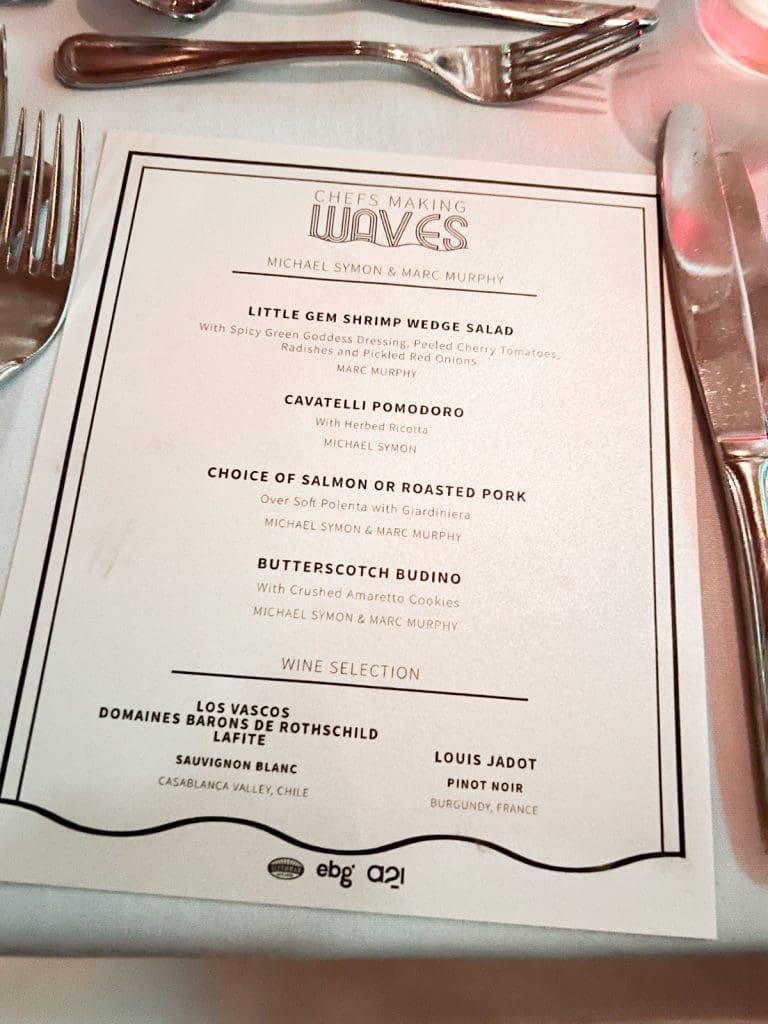 CHEFS MAKING
WAVES
MICHAEL SYMON & MARC MURPHY
LITTLE GEM SHRIMP WEDGE SALAD
With Spicy Green Goddess Dressing, Peeled Cherry Tomatoes,
Radishes and Pickled Red Onions
MARC MURPHY
CAVATELLI POMODORO
With Herbed Ricotta
MICHAEL SYMON
CHOICE OF SALMON OR ROASTED PORK
Over Soft Polenta with Giardiniera
MICHAEL SYMON & MARC MURPHY
BUTTERSCOTCH BUDINO
With Crushed Amaretto Cookies
MICHAEL SYMON & MARC MURPHY
WINE SELECTION
LOS VASCOS
DOMAINES BARONS DE ROTHSCHILD
LAFITE
SAUVIGNON BLANC
CASABLANCA VALLEY, CHILE
LOUIS JADOT
PINOT NOIR
BURGUNDY, FRANCE
ebg a21